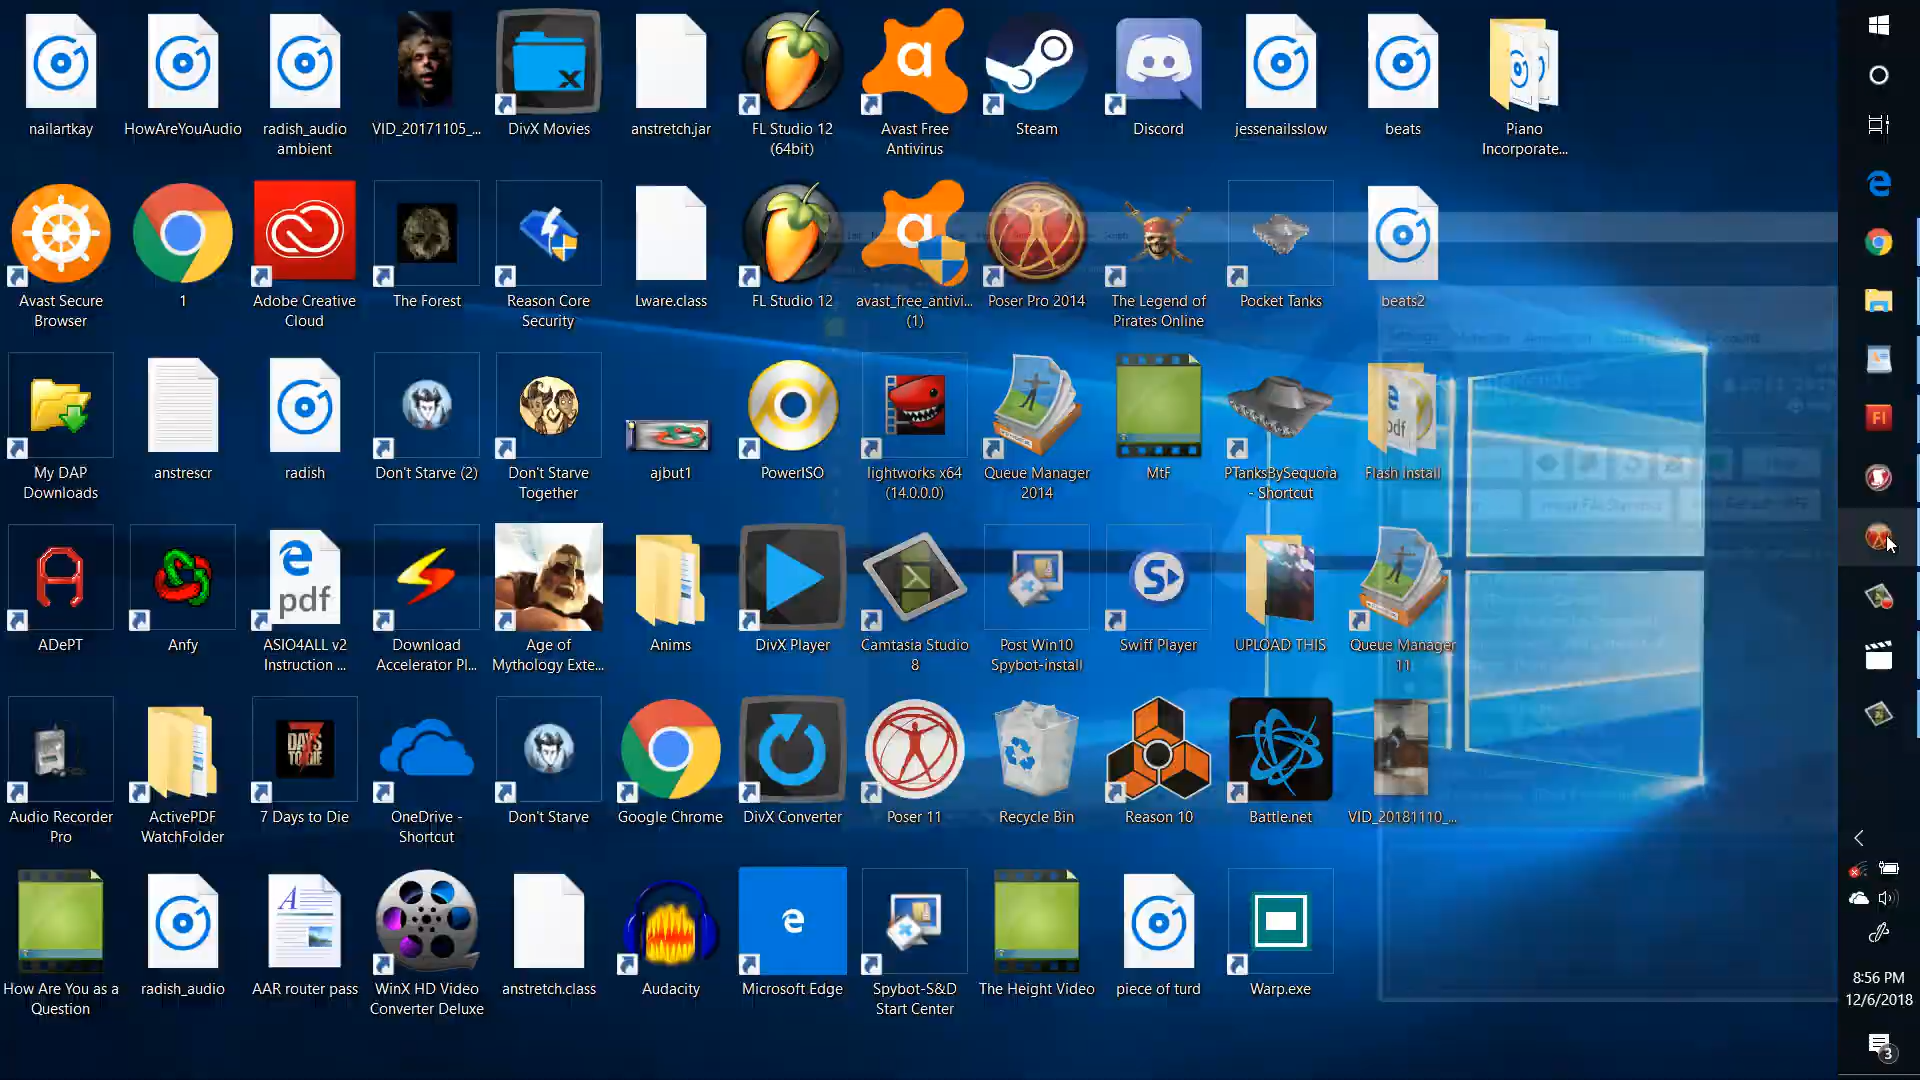 nailartkay
HowAreYouAudio
radish_audio
ambient
VID_20171105_...
DivX Movies
anstretch.jar
FL Studio 12
(64bit)
Avast Free
Antivirus
Steam
Discord
jessenailsslow
beats
Piano
Incorporate...
Avast Secure
Browser
1
Adobe Creative
Cloud
The Forest
Reason Core
Security
Lware.class
FL Studio 12
avast_free_antivi...
(1)
Poser Pro 2014
The Legend of
Pirates Online
Pocket Tanks
beats2
My DAP
Downloads
anstrescr
radish
Don't Starve (2)
Don't Starve
Together
ajbut1
PowerISO
lightworks x64
(14.0.0.0)
Queue Manager
2014
MtF
PTanksBySequoia
- Shortcut
pdf
Flash install
ADePT
Anfy
pdf
ASIO4ALL v2
Instruction ...
Download
Accelerator Pl...
Age of
Mythology Exte...
Anims
DivX Player
Camtasia Studio
8
Post Win10
Spybot-install
Swiff Player
UPLOAD THIS
Queue Manager
11
Audio Recorder
Pro
ActivePDF
WatchFolder
DAYS
TO DIE
7 Days to Die
OneDrive -
Shortcut
Don't Starve
Google Chrome
DivX Converter
Poser 11
Recycle Bin
Reason 10
Battle.net
VID_20181110_...
How Are You as a
Question
radish_audio
AAR router pass
WinX HD Video
Converter Deluxe
anstretch.class
Audacity
Microsoft Edge
Spybot-S&D
Start Center
The Height Video
piece of turd
Warp.exe
Fl
8:56 PM
12/6/2018
3